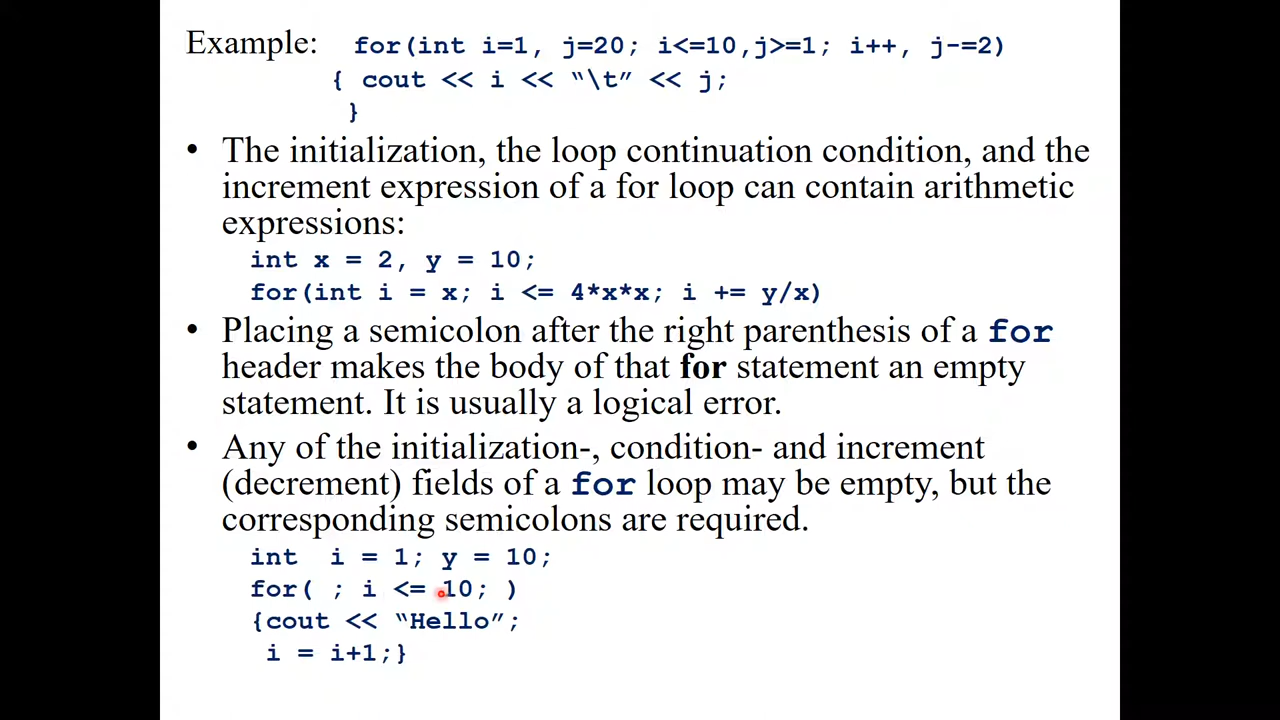 Example: for(int i=1, j=20; i<=10,j>=1; i++, j-=2)
{ cout << i << “\t” << j;
}
• The initialization, the loop continuation condition, and the
increment expression of a for loop can contain arithmetic
expressions:
int x = 2, y = 10;
for(int i = x; i <= 4*x*x; i += y/x)
• Placing a semicolon after the right parenthesis of a for
header makes the body of that for statement an empty
statement. It is usually a logical error.
• Any of the initialization-, condition- and increment
(decrement) fields of a for loop may be empty, but the
corresponding semicolons are required.
int i = 1; y = 10;
for( ; i <= 10; )
{cout << “Hello”;
i = i+1;}